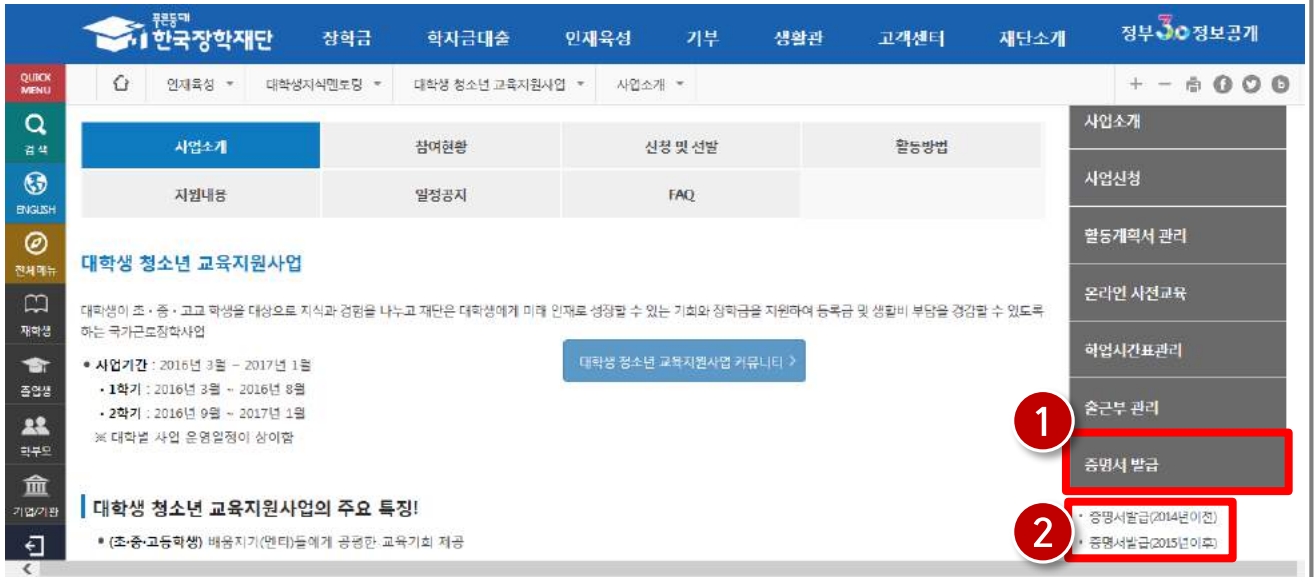 푸른등대
한국장학재단 장학금 학자금대출 인재육성 기부 생활관 고객센터 재단소개 정부3.0정보공개
QUICK
MENU
인재육성 대학생지식멘토링 대학생 청소년 교육지원사업 사업소개
검색
ENGLISH
전체메뉴
재학생
졸업생
학부모
기업/기관
사업소개 참여현황 신청 및 선발 활동방법
지원내용 일정공지 FAQ
대학생 청소년 교육지원사업
대학생이 초·중·고교 학생을 대상으로 지식과 경험을 나누고 재단은 대학생에게 미래 인재로 성장할 수 있는 기회와 장학금을 지원하여 등록금 및 생활비 부담을 경감할 수 있도록
하는 국가근로장학사업
• 사업기간 : 2016년 3월 ~ 2017년 1월
• 1학기 : 2016년 3월 ~ 2016년 8월
• 2학기 : 2016년 9월 ~ 2017년 1월
※ 대학별 사업 운영일정이 상이함
대학생 청소년 교육지원사업 커뮤니티 >
대학생 청소년 교육지원사업의 주요 특징!
• (초·중·고등학생) 배움지기(멘티)들에게 공평한 교육기회 제공
사업소개
사업신청
활동계획서 관리
온라인 사전교육
학업시간표관리
출근부 관리
1
증명서 발급
2
• 증명서발급(2014년이전)
• 증명서발급(2015년이후)